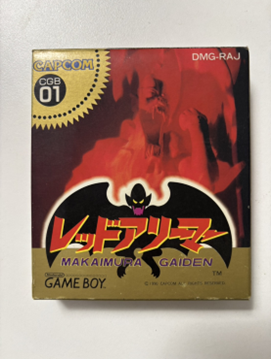 CAPCOM
DMG-RAJ
CGB
01
レッドアリーマー
MAKAIMURA GAIDEN
TM
Nintendo
GAME BOY